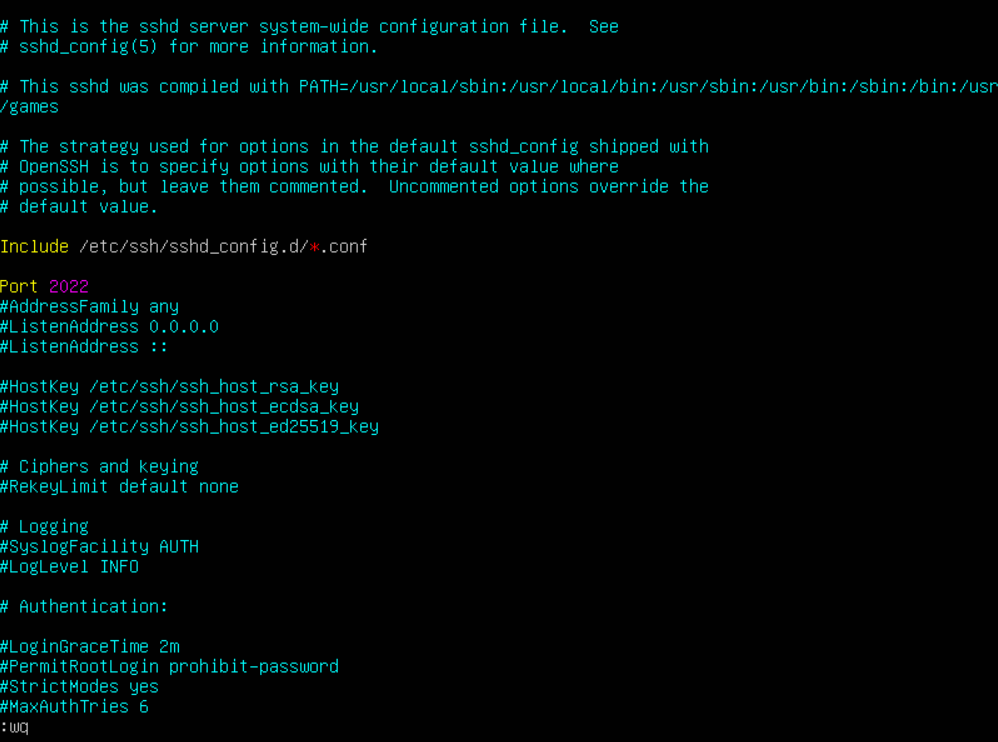 # This is the sshd server system-wide configuration file.  See
# sshd_config(5) for more information.
# This sshd was compiled with PATH=/usr/local/sbin:/usr/local/bin:/usr/sbin:/usr/bin:/sbin:/bin:/usr
/games
# The strategy used for options in the default sshd_config shipped with
# OpenSSH is to specify options with their default value where
# possible, but leave them commented.  Uncommented options override the
# default value.
Include /etc/ssh/sshd_config.d/*.conf
Port 2022
#AddressFamily any
#ListenAddress 0.0.0.0
#ListenAddress ::
#HostKey /etc/ssh/ssh_host_rsa_key
#HostKey /etc/ssh/ssh_host_ecdsa_key
#HostKey /etc/ssh/ssh_host_ed25519_key
# Ciphers and keying
#RekeyLimit default none
# Logging
#SyslogFacility AUTH
#LogLevel INFO
# Authentication:
#LoginGraceTime 2m
#PermitRootLogin prohibit-password
#StrictModes yes
#MaxAuthTries 6
:wq